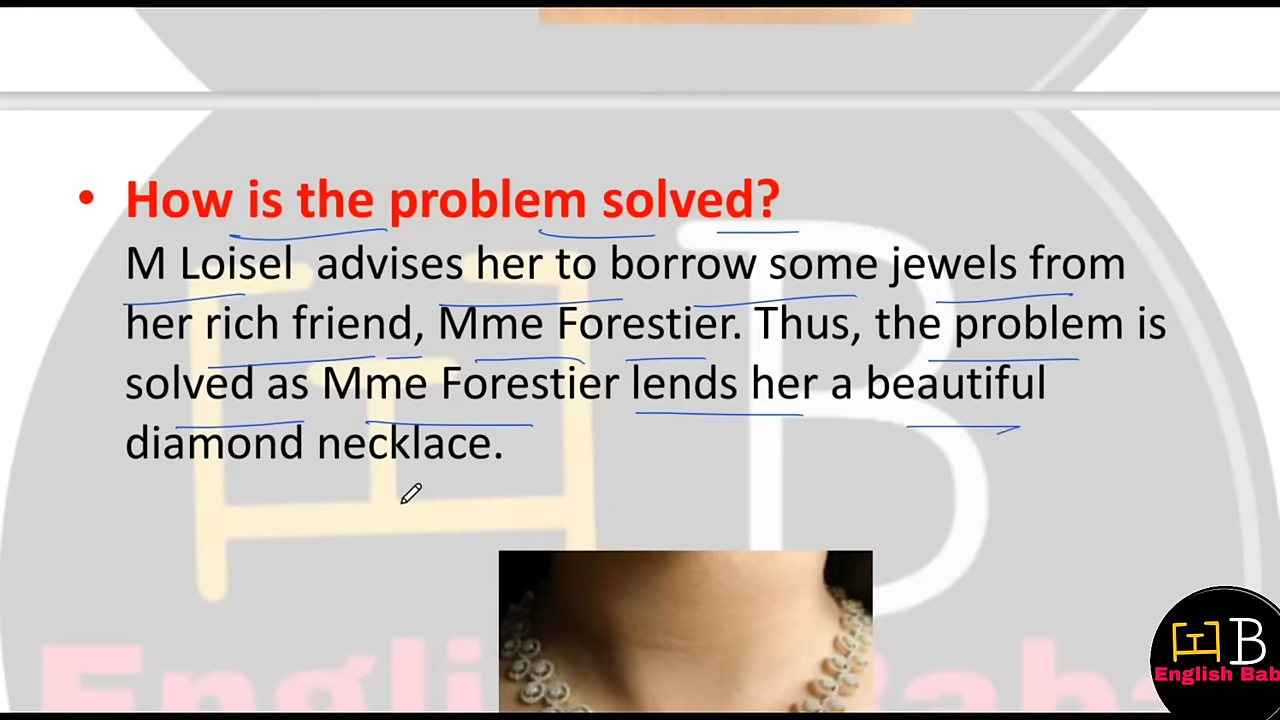 • How is the problem solved?
M Loisel advises her to borrow some jewels from
her rich friend, Mme Forestier. Thus, the problem is
solved as Mme Forestier lends her a beautiful
diamond necklace.
EB
English Bab